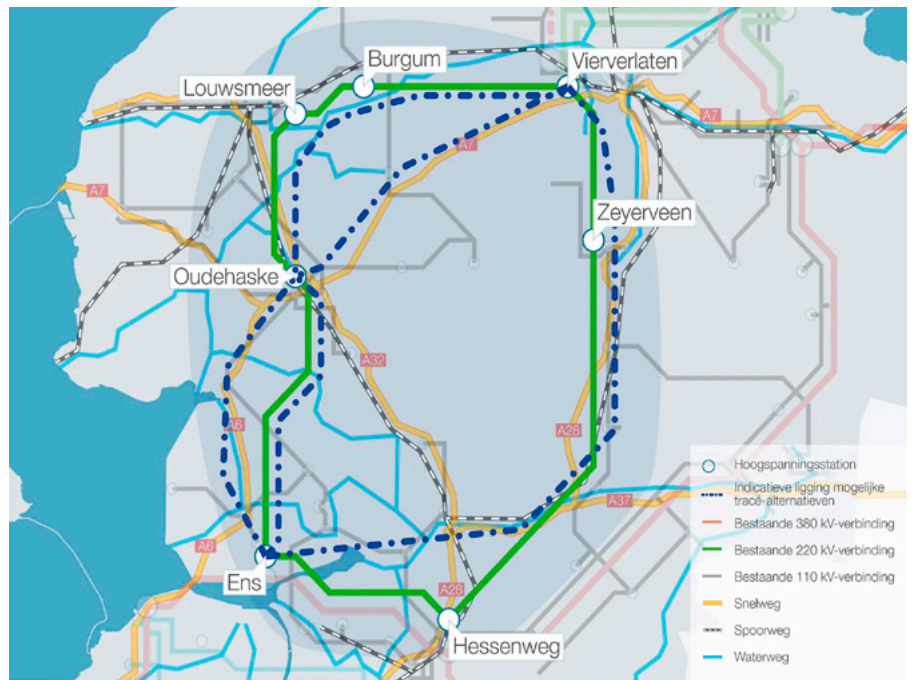 Burgum
Vierverlaten
Louwsmeer
A7
A7
A7
Zeyerveen
Oudehaske
A32
A6
A28
Hoogspanningsstation
Indicatieve ligging mogelijke
tracé-alternatieven
A37
Bestaande 380 kV-verbinding
A6
Bestaande 220 kV-verbinding
Ens
Bestaande 110 kV-verbinding
A28
Snelweg
Hessenweg
Spoorweg
Waterweg